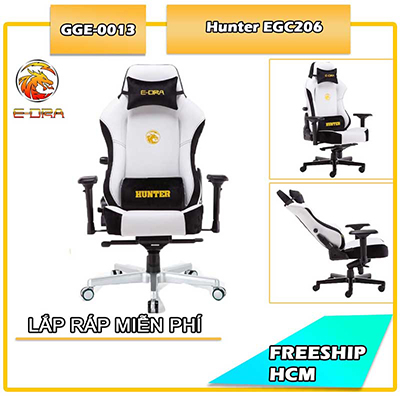 GGE-0013
Hunter EGC206
E-DRA
E-DRA
HUNTER
LẮP RÁP MIỄN PHÍ
FREESHIP
HCM